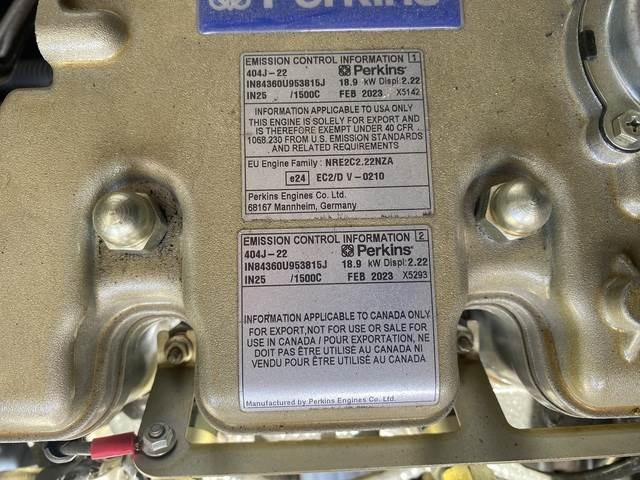 Perkins
EMISSION CONTROL INFORMATION 1
404J-22 Perkins®
IN84360U953815J 18.9 kW Displ:2.22
IN25 /1500C FEB 2023 X5142
INFORMATION APPLICABLE TO USA ONLY
THIS ENGINE IS SOLELY FOR EXPORT AND
IS THEREFORE EXEMPT UNDER 40 CFR
1068.230 FROM U.S. EMISSION STANDARDS
AND RELATED REQUIREMENTS
EU Engine Family : NRE2C2.22NZA
e24 EC2/D V-0210
Perkins Engines Co. Ltd.
68167 Mannheim, Germany
EMISSION CONTROL INFORMATION 2
404J-22 Perkins®
IN84360U953815J 18.9 kW Displ:2.22
IN25 /1500C FEB 2023 X5293
INFORMATION APPLICABLE TO CANADA ONLY
FOR EXPORT,NOT FOR USE OR SALE FOR
USE IN CANADA / POUR EXPORTATION, NE
DOIT PAS ÊTRE UTILISÉ AU CANADA NI
VENDU POUR ÊTRE UTILISÉ AU CANADA
Manufactured by Perkins Engines Co. Ltd.